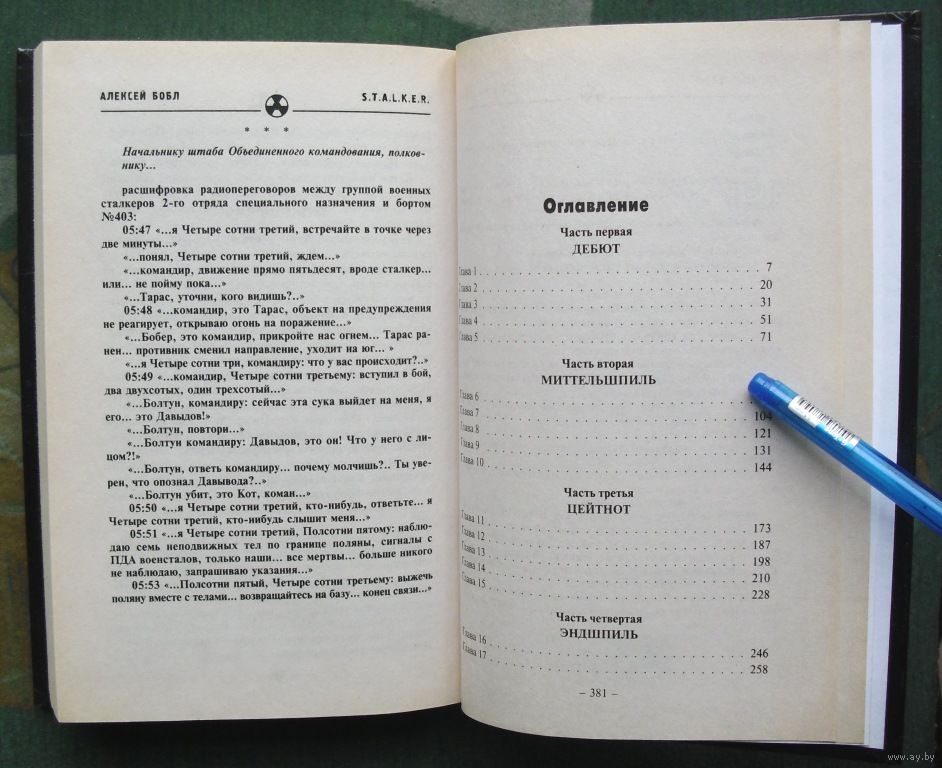 АЛЕКСЕЙ БОБЛ
S.T.A.L.K.E.R.
* * *
Начальнику штаба Объединенного командования, полков-
нику...
расшифровка радиопереговоров между группой военных
сталкеров 2-го отряда специального назначения и бортом
№403:
05:47 «...я Четыре сотни третий, встречайте в точке через
две минуты...»
«...понял, Четыре сотни третий, ждем...»
«...командир, движение прямо пятьдесят, вроде сталкер...
или... не пойму пока...»
«...Тарас, уточни, кого видишь?..»
05:48 «...командир, это Тарас, объект на предупреждения
не реагирует, открываю огонь на поражение...»
«...Бобер, это командир, прикройте нас огнем... Тарас ра-
нен... противник сменил направление, уходит на юг... »
«...я Четыре сотни три, командиру: что у вас происходит?..»
05:49 «...командир, Четыре сотни третьему: вступил в бой,
два двухсотых, один трехсотый...»
«...Болтун, командиру: сейчас эта сука выйдет на меня, я
его... это Давыдов!»
«...Болтун, повтори...»
«...Болтун командиру: Давыдов, это он! Что у него с ли-
цом?!»
«...Болтун, ответь командиру... почему молчишь?.. Ты уве-
рен, что опознал Давывода?..»
«...Болтун убит, это Кот, коман...»
05:50 «...я Четыре сотни третий, кто-нибудь, ответьте... я
Четыре сотни третий, кто-нибудь слышит меня...»
05:51 «...я Четыре сотни третий, Полсотни пятому: наблю-
даю семь неподвижных тел по границе поляны, сигналы с
ПДА военсталов, только наши... все мертвы... больше никого
не наблюдаю, запрашиваю указания...»
05:53 «...Полсотни пятый, Четыре сотни третьему: выжечь
поляну вместе с телами... возвращайтесь на базу... конец связи...»
Оглавление
Часть первая
ДЕБЮТ
Глава 1 . . . 7
Глава 2 . . . 20
Глава 3 . . . 31
Глава 4 . . . 51
Глава 5 . . . 71
Часть вторая
МИТТЕЛЬШПИЛЬ
Глава 6 . . .
Глава 7 . . . 104
Глава 8 . . . 121
Глава 9 . . . 131
Глава 10 . . . 144
Часть третья
ЦЕЙТНОТ
Глава 11 . . . 173
Глава 12 . . . 187
Глава 13 . . . 198
Глава 14 . . . 210
Глава 15 . . . 228
Часть четвертая
ЭНДШПИЛЬ
Глава 16 . . . 246
Глава 17 . . . 258
– 381 –
www.ay.by